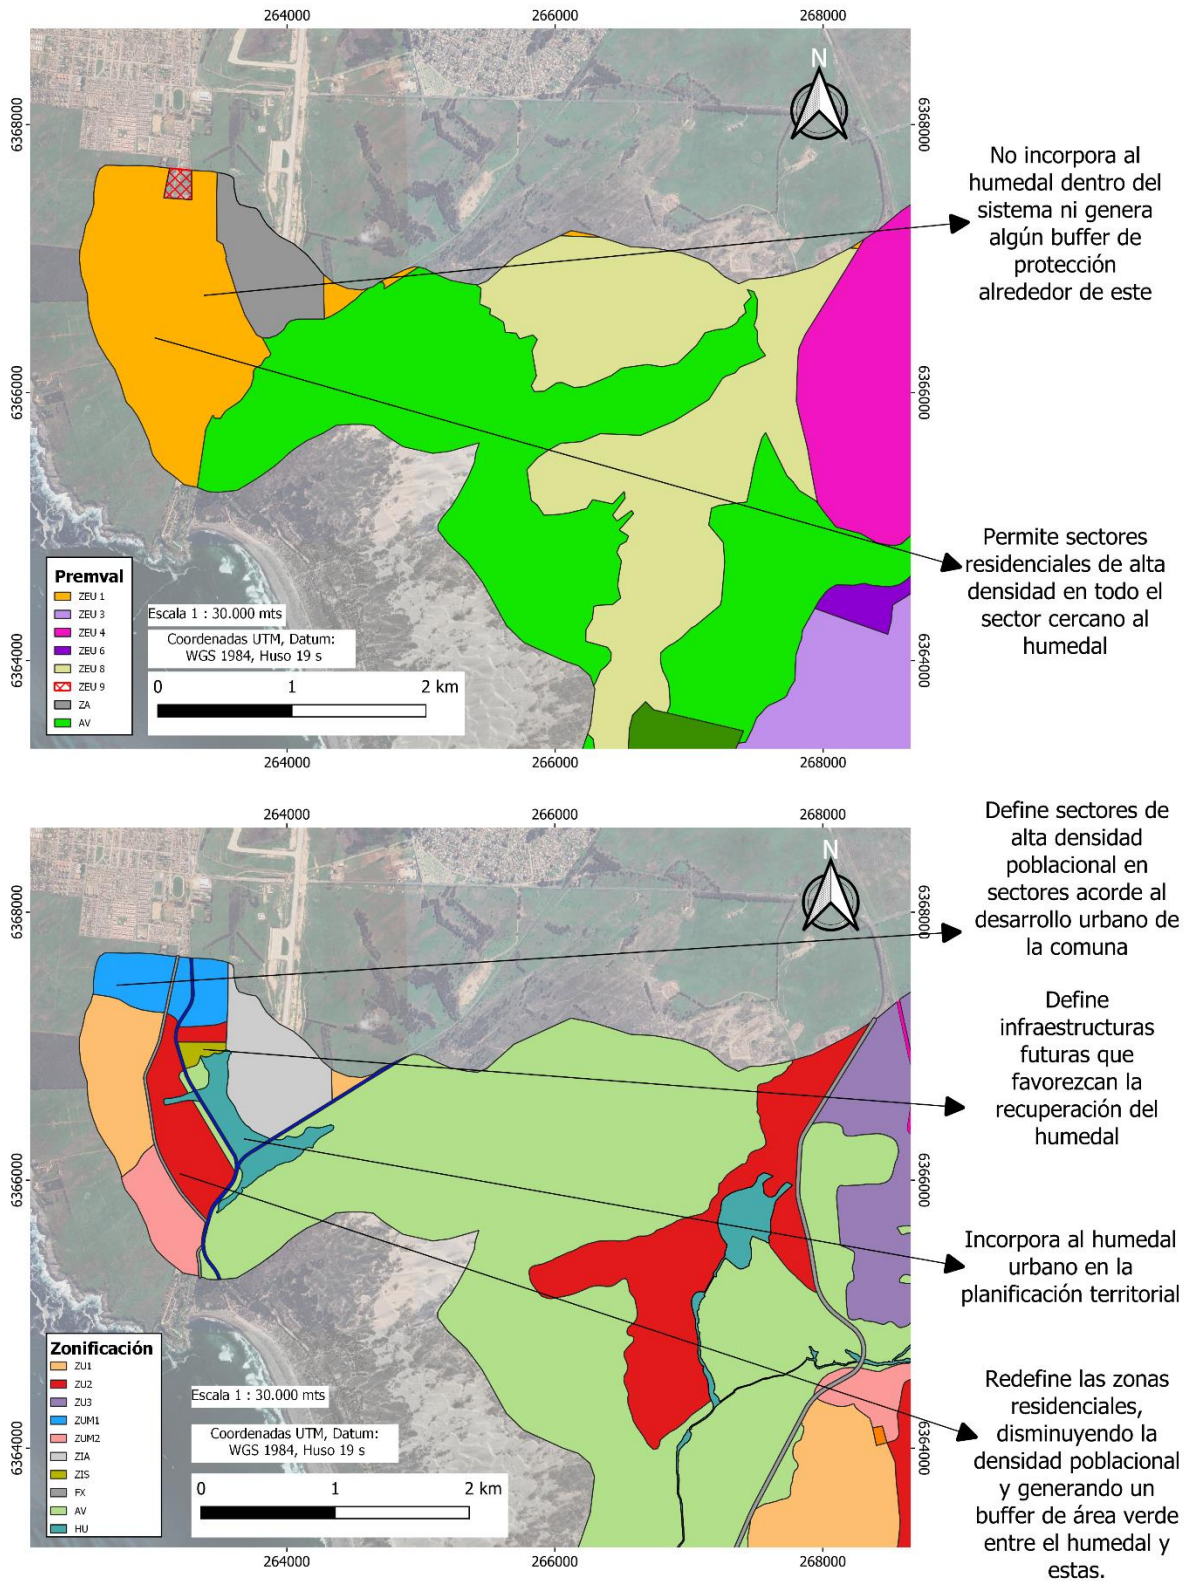 264000
266000
268000
N
6368000
6368000
No incorpora al
humedal dentro del
sistema ni genera
algún buffer de
protección
alrededor de este
6366000
6366000
Permite sectores
residenciales de alta
densidad en todo el
sector cercano al
humedal
Premval
ZEU 1
ZEU 3
ZEU 4
ZEU 6
ZEU 8
ZEU 9
ZA
AV
Escala 1 : 30.000 mts
Coordenadas UTM, Datum:
WGS 1984, Huso 19 s
0 1 2 km
6364000
6364000
264000
266000
268000
264000
266000
268000
Define sectores de
alta densidad
poblacional en
sectores acorde al
desarrollo urbano de
la comuna
N
6368000
6368000
Define
infraestructuras
futuras que
favorezcan la
recuperación del
humedal
6366000
6366000
Incorpora al humedal
urbano en la
planificación territorial
Zonificación
ZU1
ZU2
ZU3
ZUM1
ZUM2
ZIA
ZIS
FX
AV
HU
Escala 1 : 30.000 mts
Coordenadas UTM, Datum:
WGS 1984, Huso 19 s
0 1 2 km
6364000
6364000
Redefine las zonas
residenciales,
disminuyendo la
densidad poblacional
y generando un
buffer de área verde
entre el humedal y
estas.
264000
266000
268000